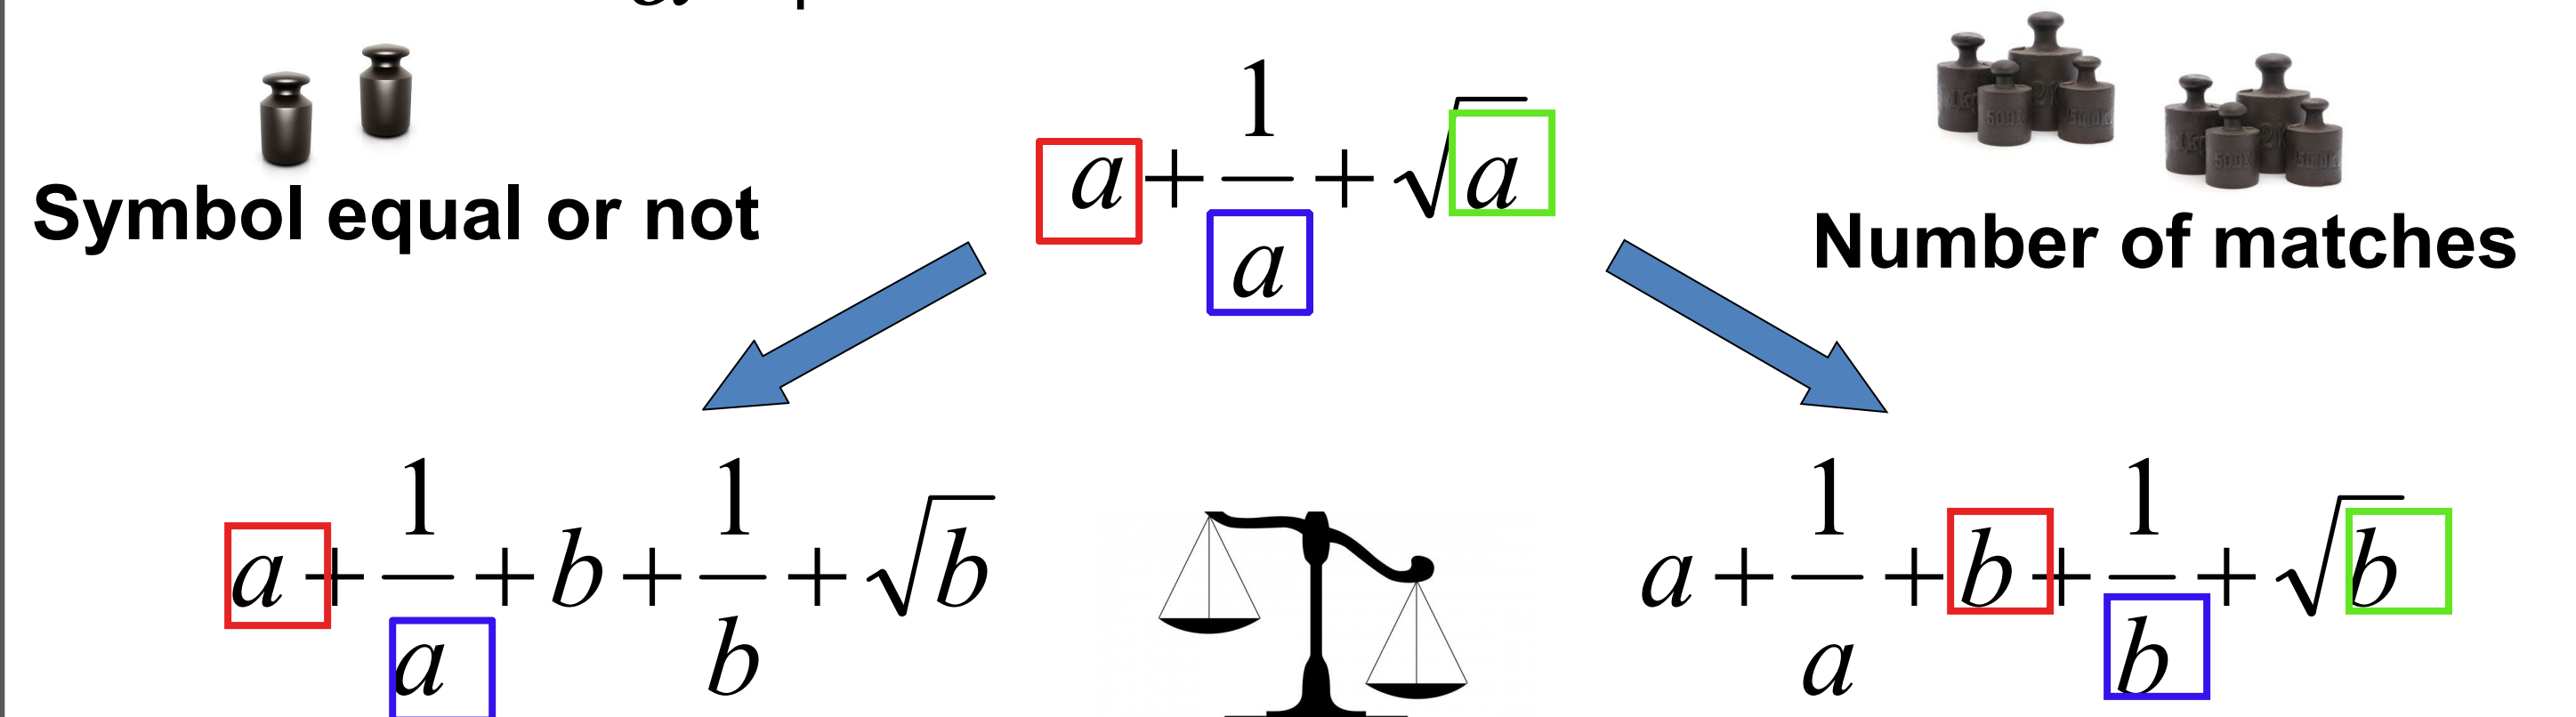 Symbol equal or not
a + 1/a + √a
Number of matches
a + 1/a + b + 1/b + √b
a + 1/a + b + 1/b + √b